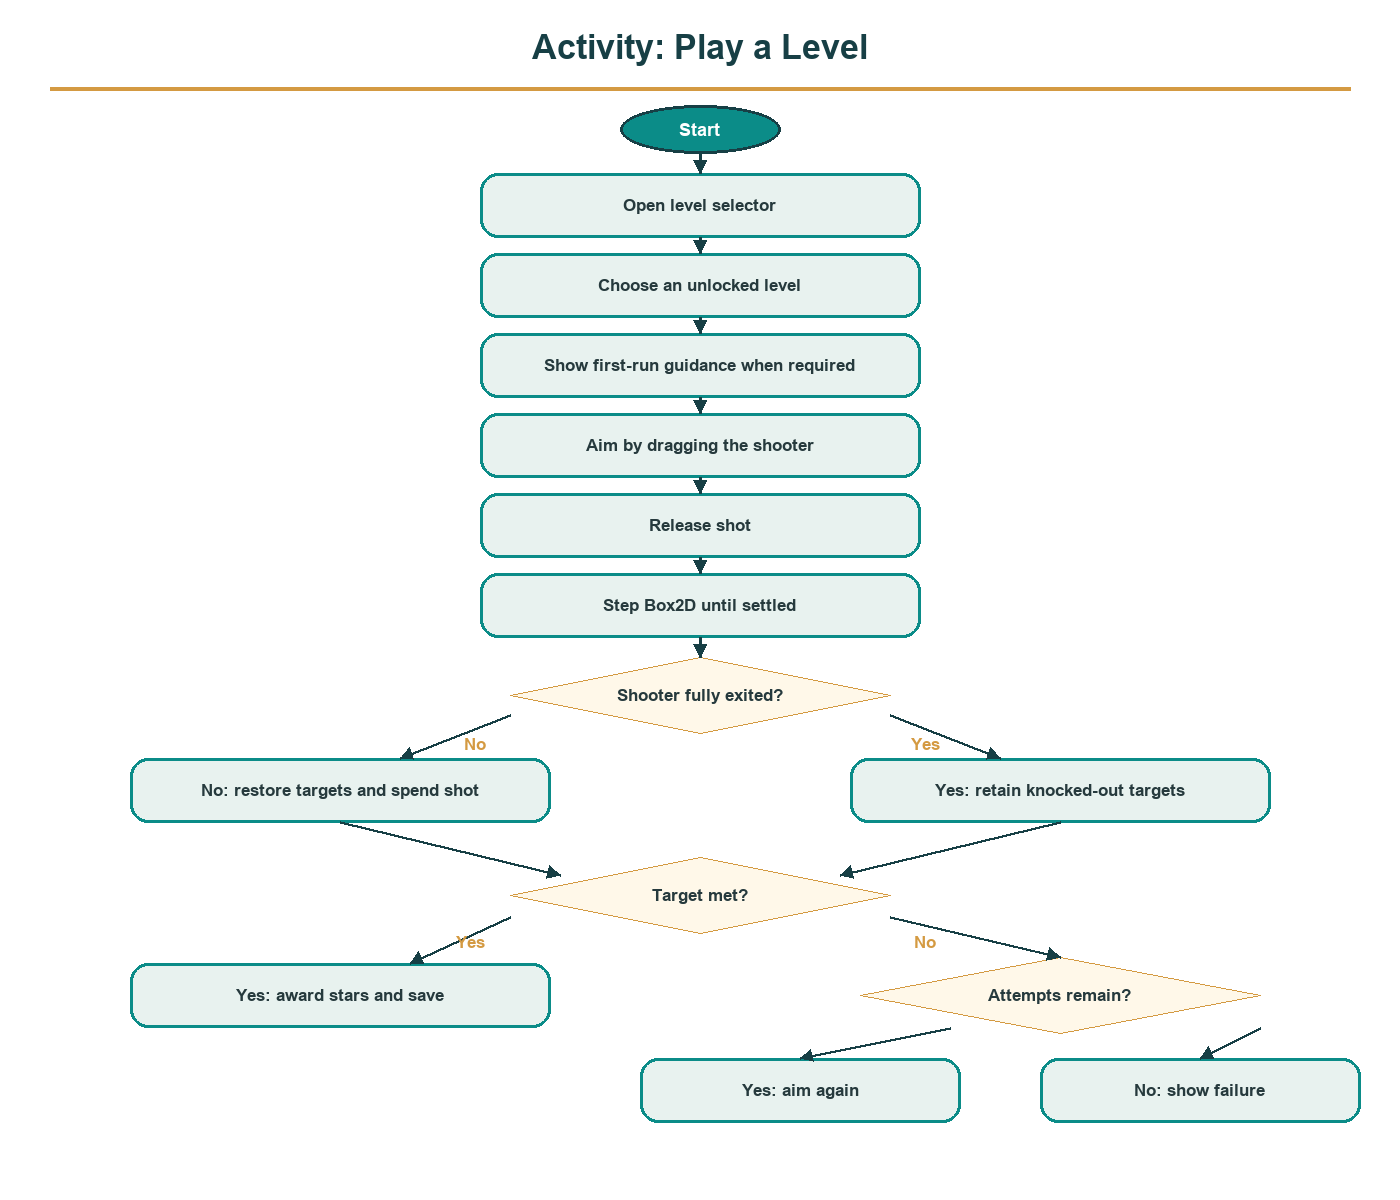 Activity: Play a Level
Start
Open level selector
Choose an unlocked level
Show first-run guidance when required
Aim by dragging the shooter
Release shot
Step Box2D until settled
Shooter fully exited?
No
Yes
No: restore targets and spend shot
Yes: retain knocked-out targets
Target met?
Yes
No
Yes: award stars and save
Attempts remain?
Yes: aim again
No: show failure